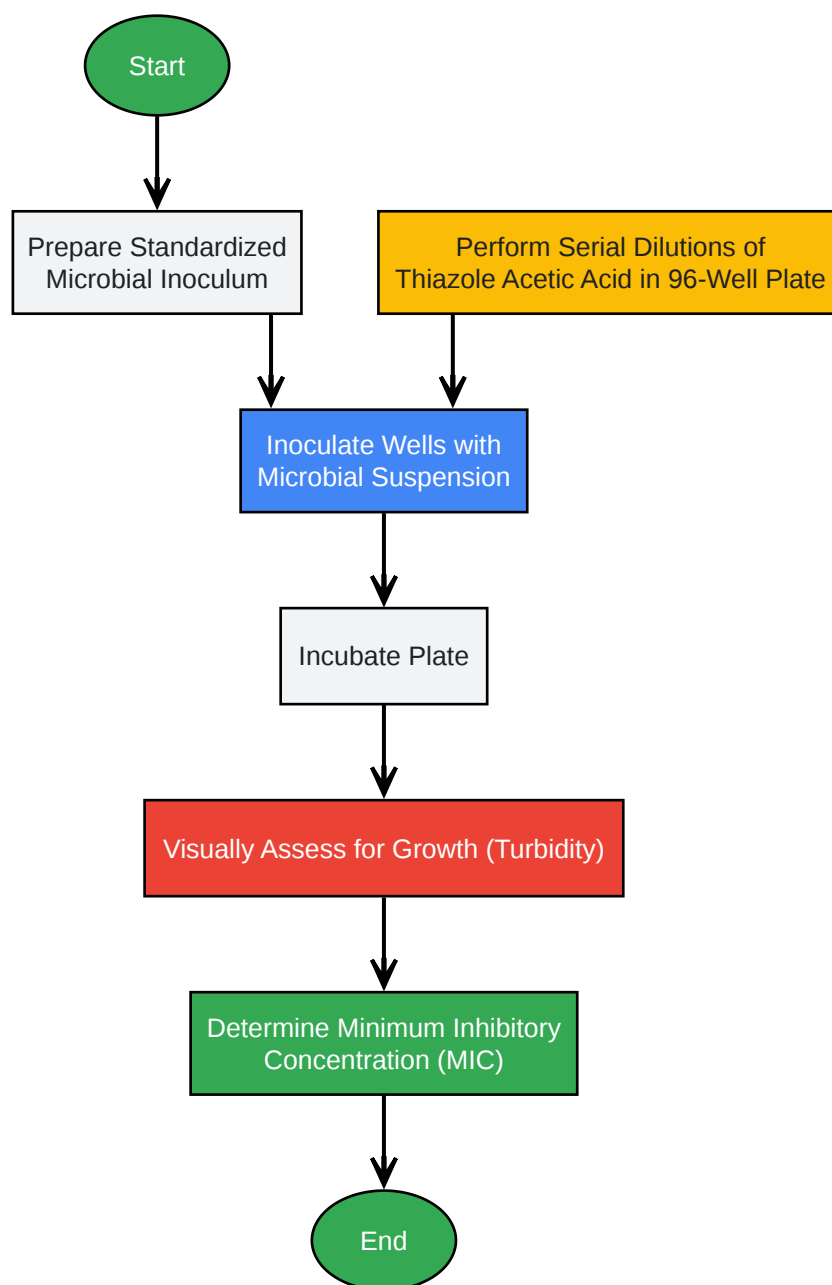 Start
Prepare Standardized
Microbial Inoculum
Perform Serial Dilutions of
Thiazole Acetic Acid in 96-Well Plate
Inoculate Wells with
Microbial Suspension
Incubate Plate
Visually Assess for Growth (Turbidity)
Determine Minimum Inhibitory
Concentration (MIC)
End